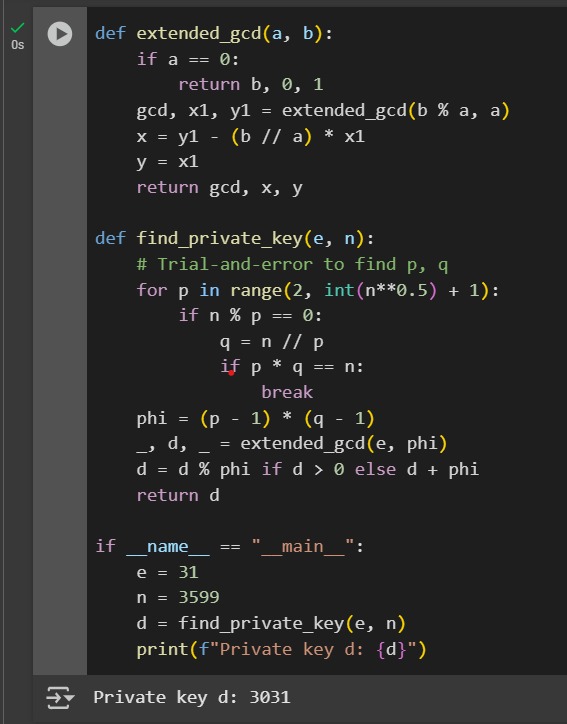 0s
def extended_gcd(a, b):
    if a == 0:
        return b, 0, 1
    gcd, x1, y1 = extended_gcd(b % a, a)
    x = y1 - (b // a) * x1
    y = x1
    return gcd, x, y

def find_private_key(e, n):
    # Trial-and-error to find p, q
    for p in range(2, int(n**0.5) + 1):
        if n % p == 0:
            q = n // p
            if p * q == n:
                break
    phi = (p - 1) * (q - 1)
    _, d, _ = extended_gcd(e, phi)
    d = d % phi if d > 0 else d + phi
    return d

if __name__ == "__main__":
    e = 31
    n = 3599
    d = find_private_key(e, n)
    print(f"Private key d: {d}")
Private key d: 3031